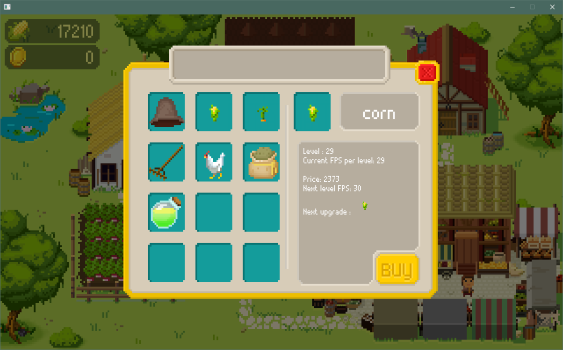 17210
0
corn
Level : 29
Current FPS per level: 29
Price: 2373
Next level FPS: 30
Next upgrade :
BUY